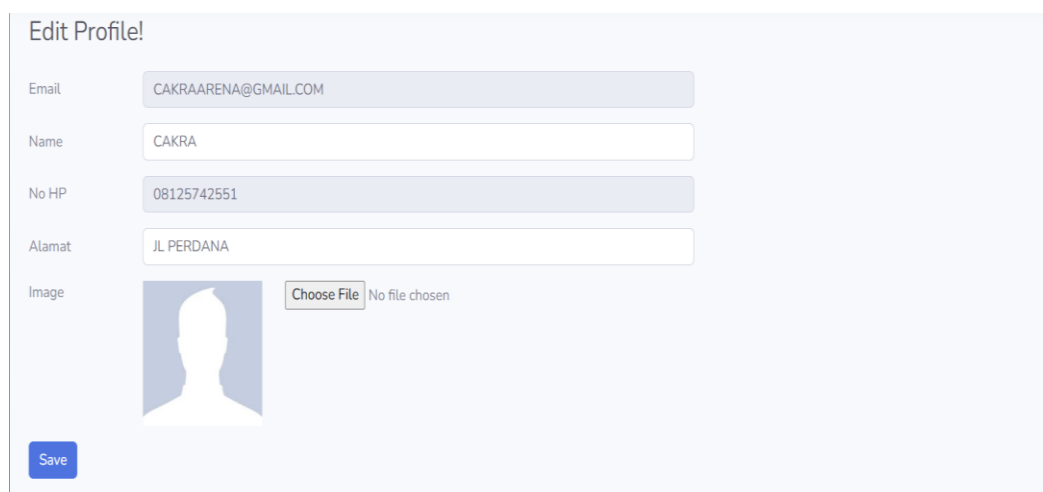 Edit Profile!
Email CAKRAARENA@GMAIL.COM
Name CAKRA
No HP 08125742551
Alamat JL PERDANA
Image Choose File No file chosen
Save